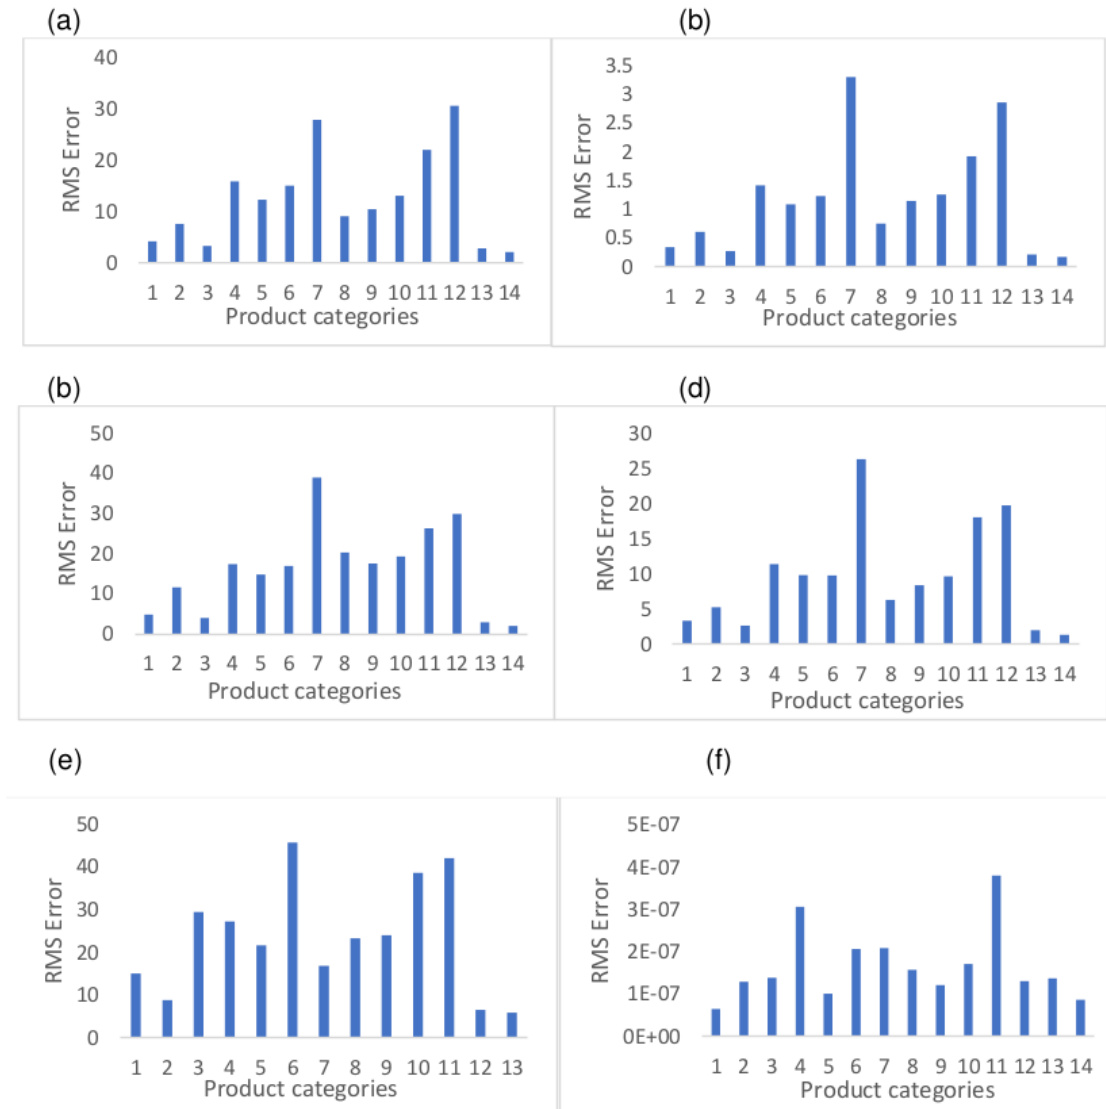 (a)
40
30
20
10
0
RMS Error
1 2 3 4 5 6 7 8 9 10 11 12 13 14
Product categories
(b)
3.5
3
2.5
2
1.5
1
0.5
0
RMS Error
1 2 3 4 5 6 7 8 9 10 11 12 13 14
Product categories
(b)
50
40
30
20
10
0
RMS Error
1 2 3 4 5 6 7 8 9 10 11 12 13 14
Product categories
(d)
30
25
20
15
10
5
0
RMS Error
1 2 3 4 5 6 7 8 9 10 11 12 13 14
Product categories
(e)
50
40
30
20
10
0
RMS Error
1 2 3 4 5 6 7 8 9 10 11 12 13
Product categories
(f)
5E-07
4E-07
3E-07
2E-07
1E-07
0E+00
RMS Error
1 2 3 4 5 6 7 8 9 10 11 12 13 14
Product categories